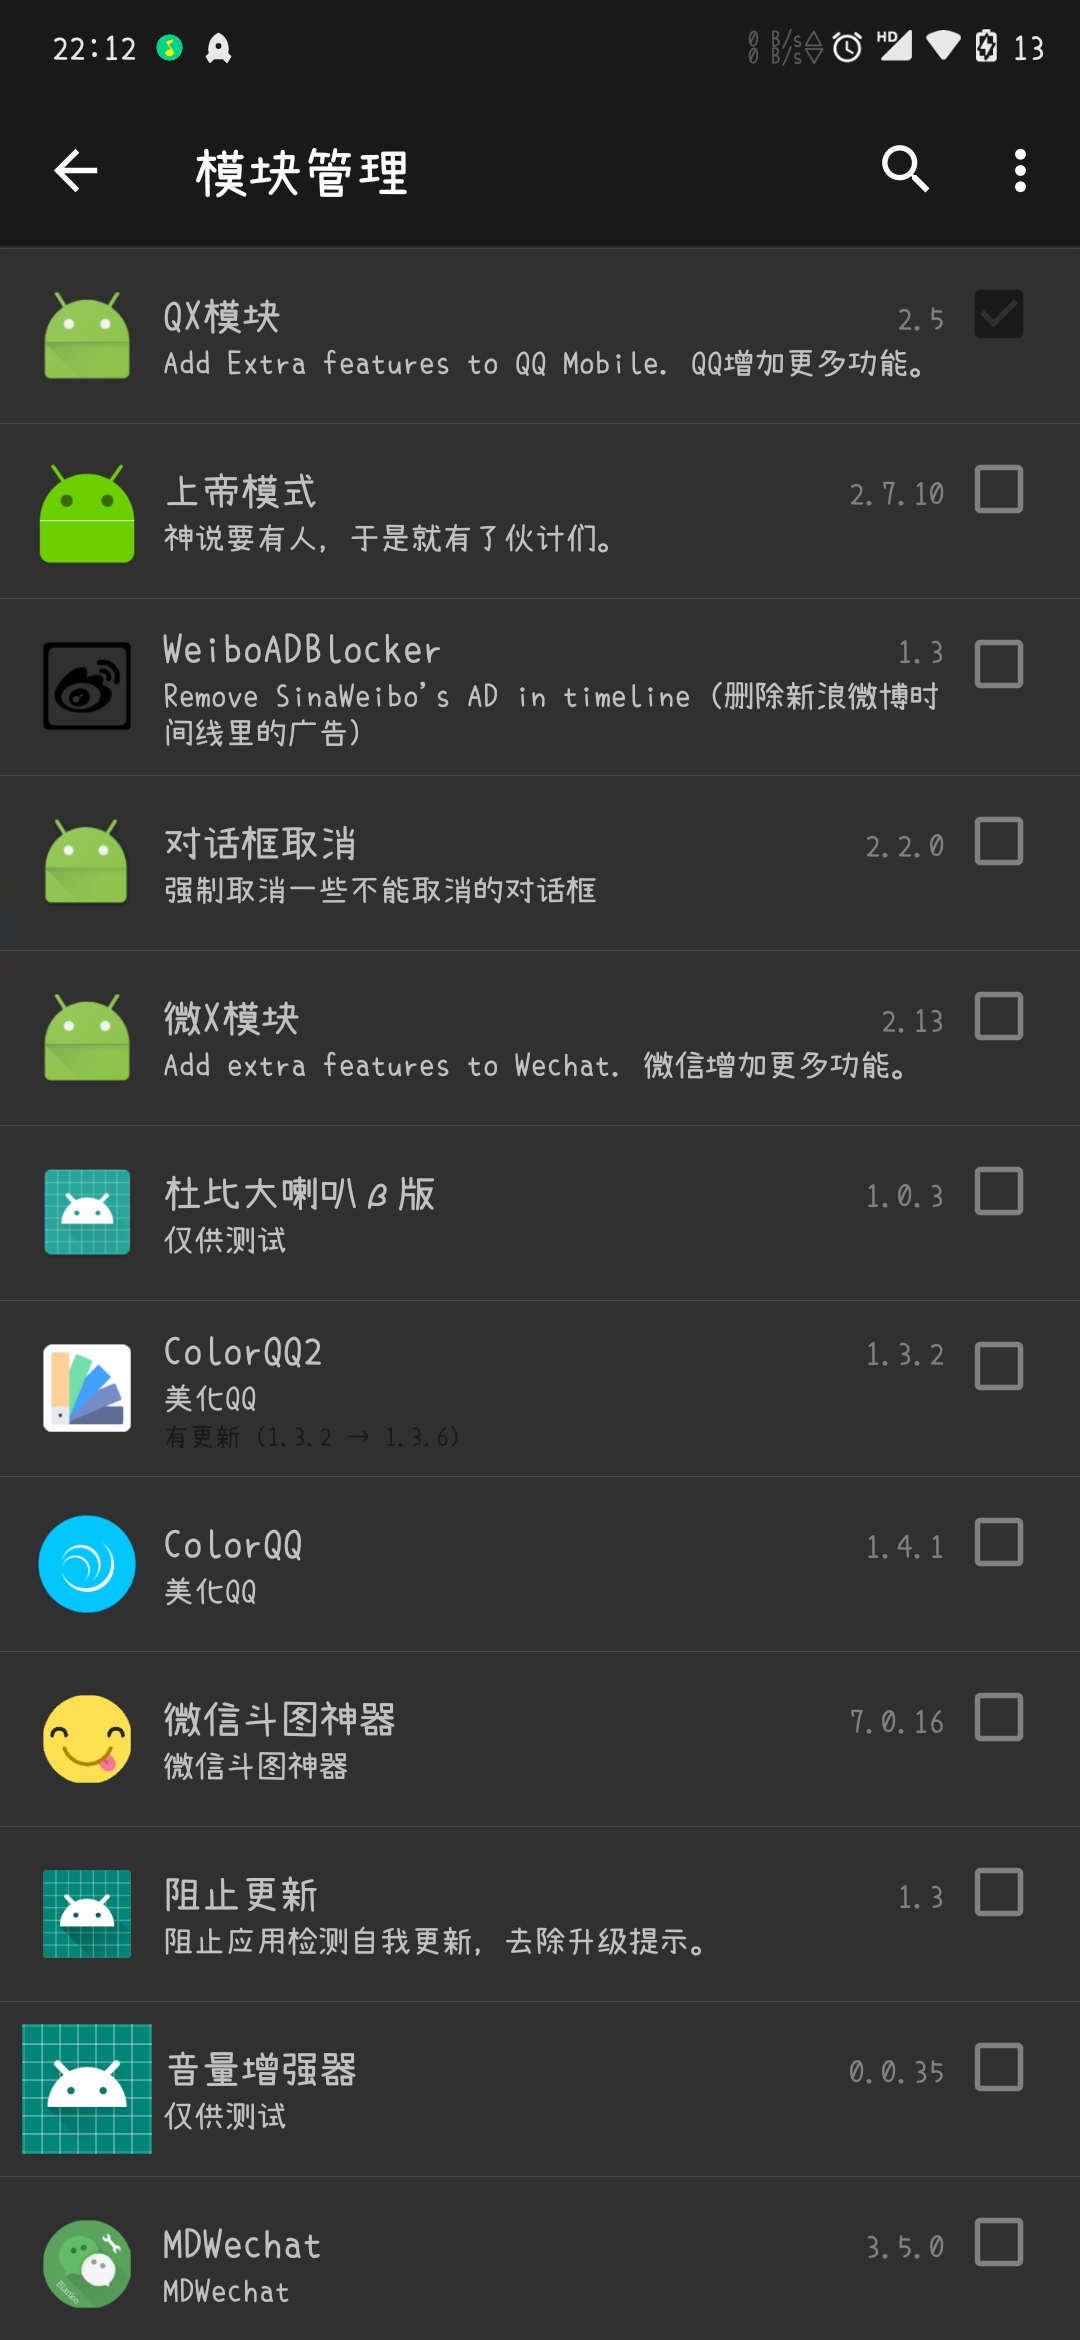 22:12
0 B/s
0 B/s
HD
13
模块管理
QX模块
2.5
Add Extra features to QQ Mobile. QQ增加更多功能。
上帝模式
2.7.10
神说要有人，于是就有了伙计们。
WeiboADBlocker
1.3
Remove SinaWeibo's AD in timeline (删除新浪微博时
间线里的广告)
对话框取消
2.2.0
强制取消一些不能取消的对话框
微X模块
2.13
Add extra features to Wechat. 微信增加更多功能。
杜比大喇叭β版
1.0.3
仅供测试
ColorQQ2
1.3.2
美化QQ
有更新 (1.3.2 → 1.3.6)
ColorQQ
1.4.1
美化QQ
微信斗图神器
7.0.16
微信斗图神器
阻止更新
1.3
阻止应用检测自我更新，去除升级提示。
音量增强器
0.0.35
仅供测试
MDWechat
3.5.0
MDWechat